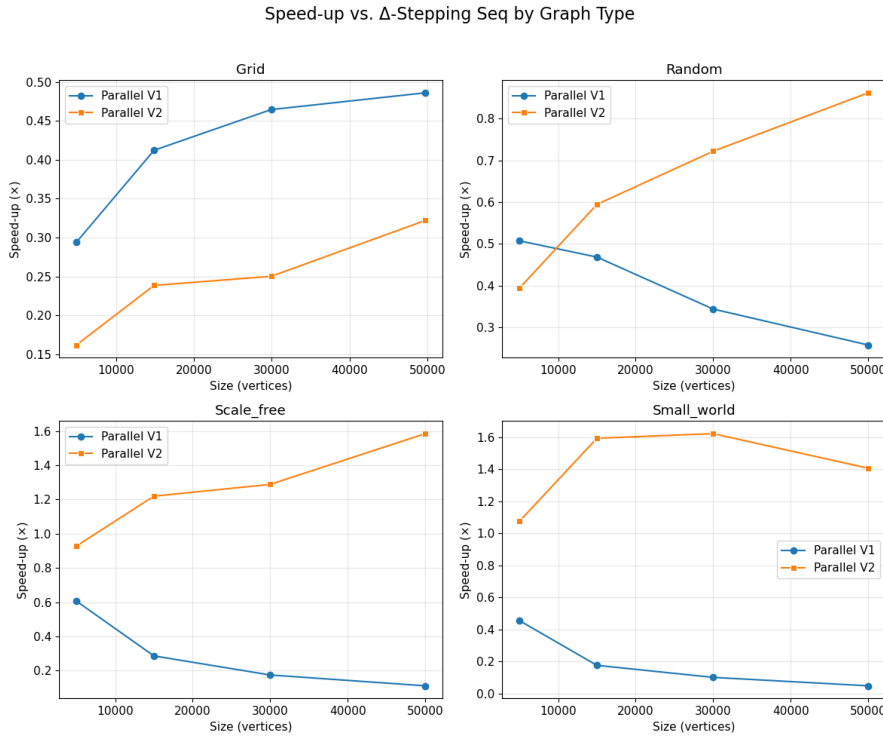 Speed-up vs. Δ-Stepping Seq by Graph Type
Grid
Parallel V1
Parallel V2
Speed-up (×)
0.50
0.45
0.40
0.35
0.30
0.25
0.20
0.15
10000 20000 30000 40000 50000
Size (vertices)
Random
Parallel V1
Parallel V2
Speed-up (×)
0.8
0.7
0.6
0.5
0.4
0.3
10000 20000 30000 40000 50000
Size (vertices)
Scale_free
Parallel V1
Parallel V2
Speed-up (×)
1.6
1.4
1.2
1.0
0.8
0.6
0.4
0.2
10000 20000 30000 40000 50000
Size (vertices)
Small_world
Speed-up (×)
1.6
1.4
1.2
1.0
0.8
0.6
0.4
0.2
0.0
Parallel V1
Parallel V2
10000 20000 30000 40000 50000
Size (vertices)